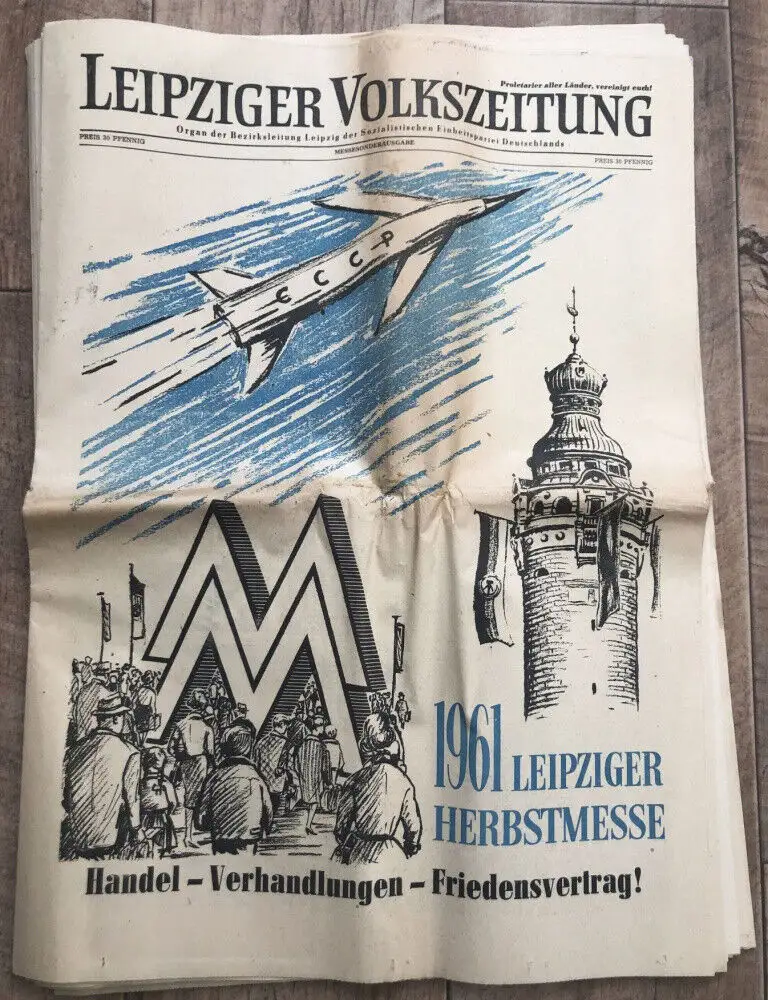 Proletarier aller Länder, vereinigt euch!
LEIPZIGER VOLKSZEITUNG
Organ der Bezirksleitung Leipzig der Sozialistischen Einheitspartei Deutschlands
PREIS 30 PFENNIG
MESSESONDERAUSGABE
PREIS 30 PFENNIG
CCCP
MM
1961 LEIPZIGER
HERBSTMESSE
Handel – Verhandlungen – Friedensvertrag!